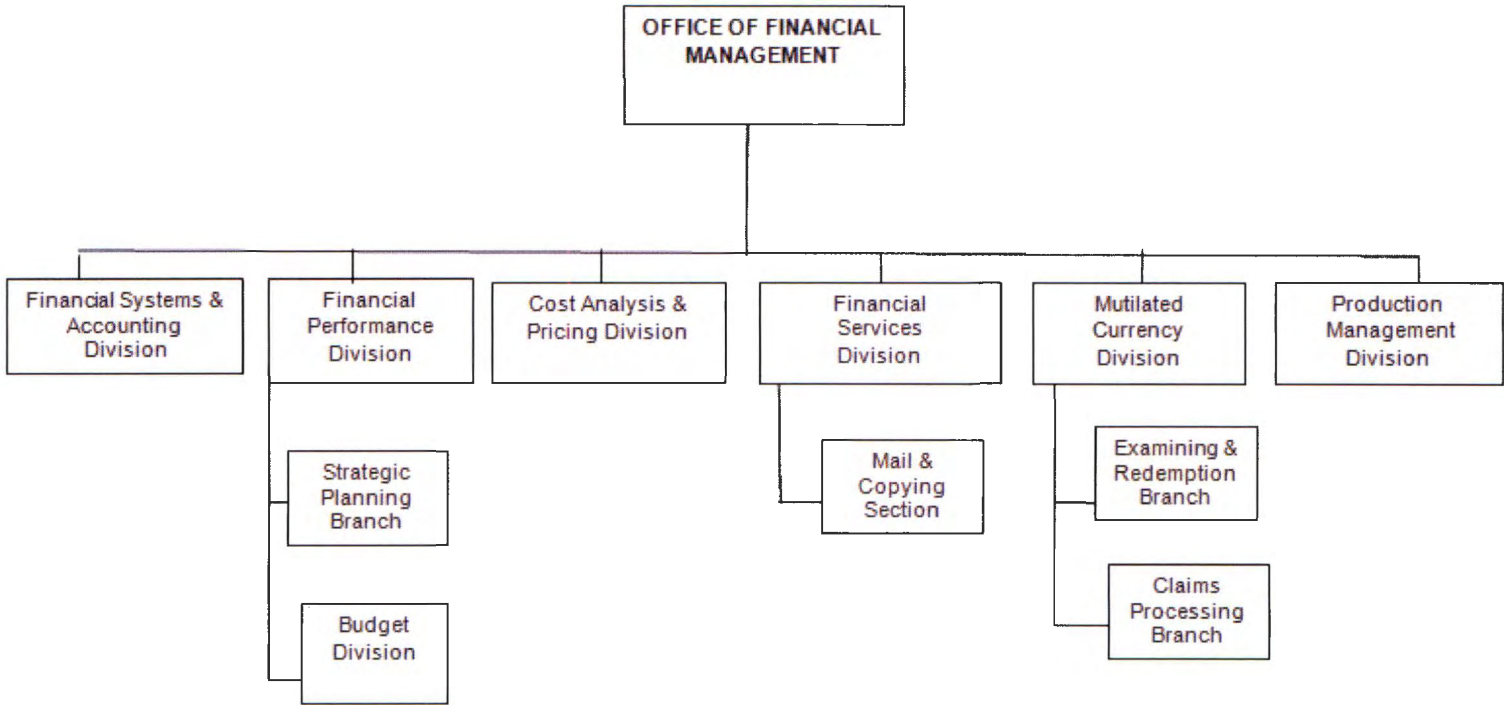 OFFICE OF FINANCIAL
MANAGEMENT
Financial Systems &
Accounting
Division
Financial
Performance
Division
Cost Analysis &
Pricing Division
Financial
Services
Division
Mutilated
Currency
Division
Production
Management
Division
Strategic
Planning
Branch
Budget
Division
Mail &
Copying
Section
Examining &
Redemption
Branch
Claims
Processing
Branch